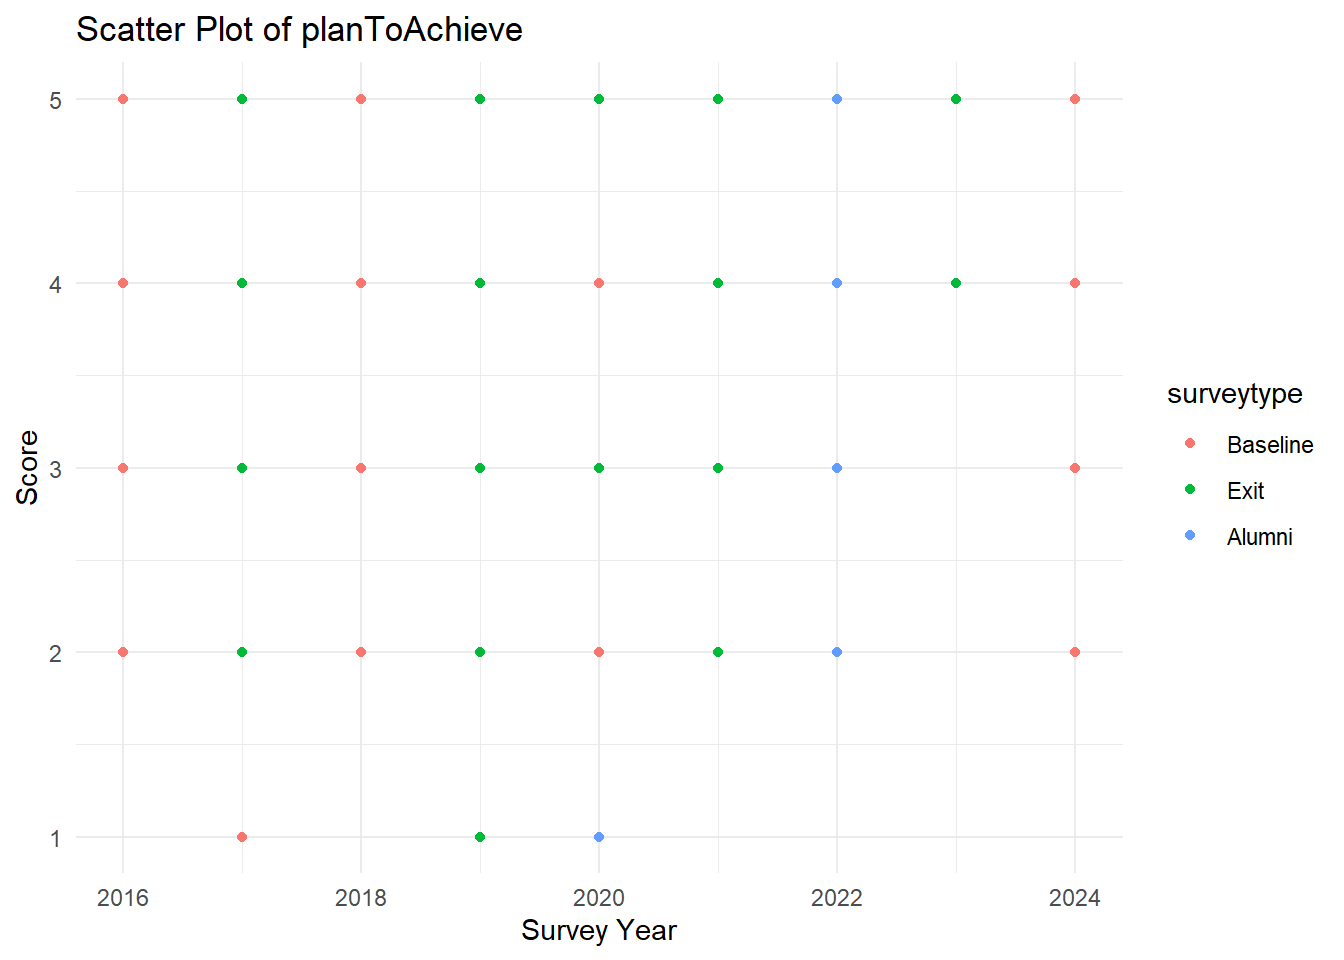 Scatter Plot of planToAchieve
5
4
3
2
1
Score
2016 2018 2020 2022 2024
Survey Year
surveytype
Baseline
Exit
Alumni